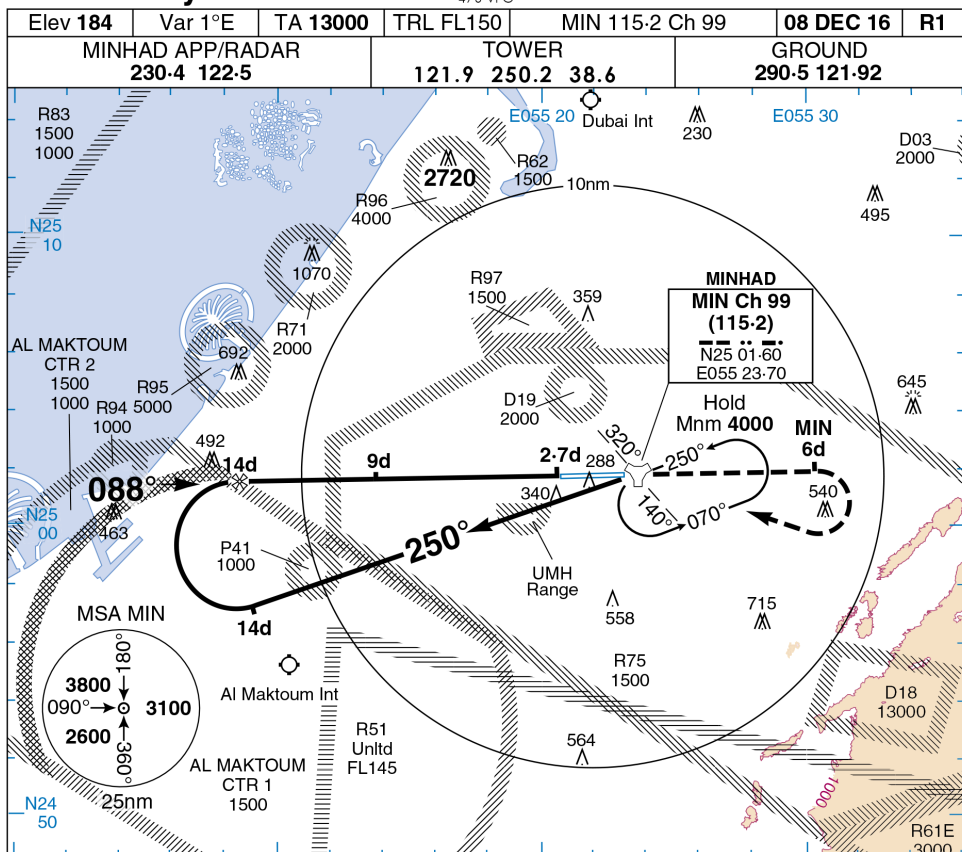 Elev 184
Var 1°E
TA 13000
TRL FL150
MIN 115·2 Ch 99
08 DEC 16
R1
MINHAD APP/RADAR
230·4 122·5
TOWER
121.9 250.2 38.6
GROUND
290·5 121·92
R83
1500
1000
E055 20
Dubai Int
230
E055 30
D03
2000
R62
1500
2720
R96
4000
10nm
495
N25
10
1070
R71
2000
R97
1500
359
MINHAD
MIN Ch 99
(115·2)
N25 01·60
E055 23·70
AL MAKTOUM
CTR 2
1500
1000
692
R95
5000
R94
1000
D19
2000
645
Hold
Mnm 4000
492
14d
9d
2·7d
288
320°
250°
MIN
6d
088°
340
140°
070°
540
N25
00
463
250°
P41
1000
UMH
Range
14d
558
715
MSA MIN
180°
3800
090°
3100
2600
360°
25nm
Al Maktoum Int
R75
1500
D18
13000
R51
Unltd
FL145
564
AL MAKTOUM
CTR 1
1500
1000
N24
50
R61E
3000